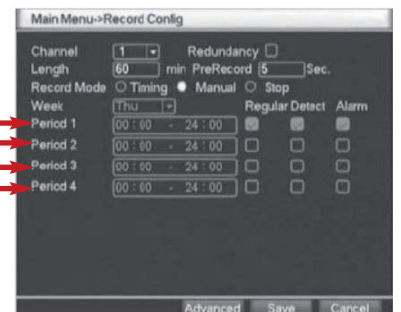 Main Menu->Record Config
Channel 1 Redundancy
Length 60 min PreRecord 5 Sec.
Record Mode Timing Manual Stop
Week Thu Regular Detect Alarm
Period 1 00 : 00 - 24 : 00
Period 2 00 : 00 - 24 : 00
Period 3 00 : 00 - 24 : 00
Period 4 00 : 00 - 24 : 00
Advanced Save Cancel